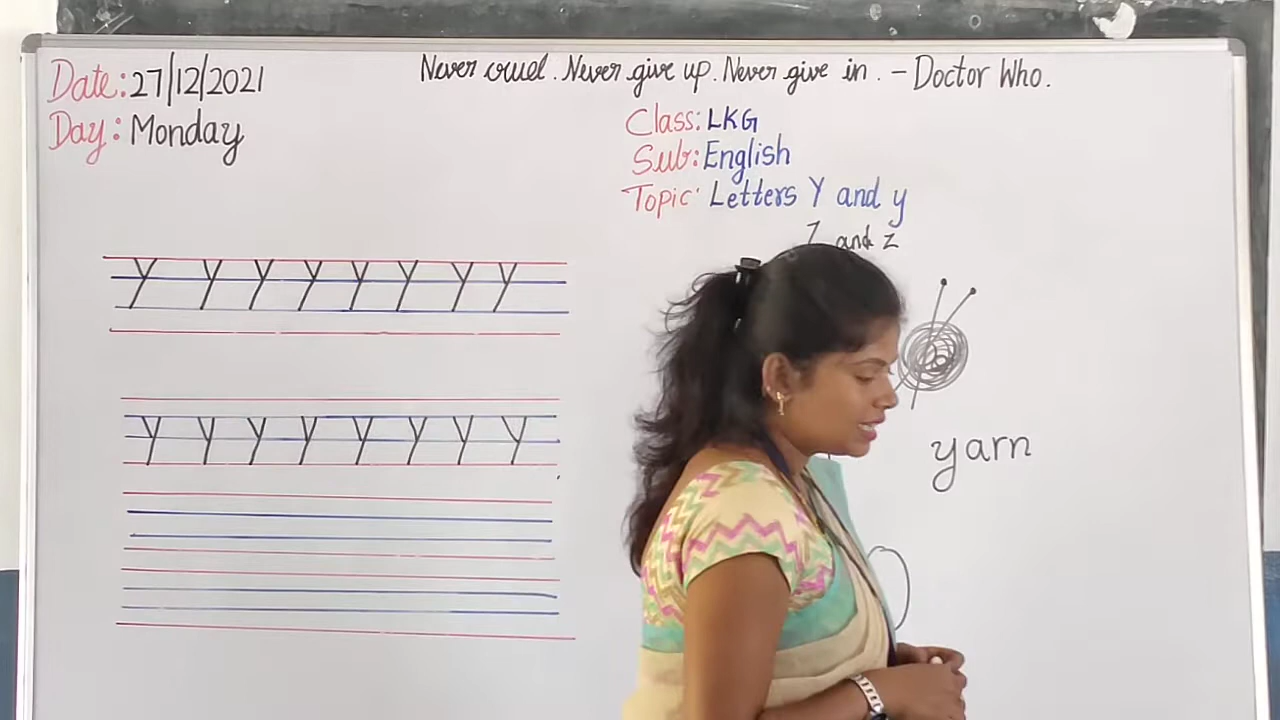 Never cruel. Never give up. Never give in. - Doctor Who.
Date: 27/12/2021
Day: Monday
Class: LKG
Sub: English
Topic: Letters Y and y
Z and z
Y Y Y Y Y Y Y Y
y y y y y y y y
yarn